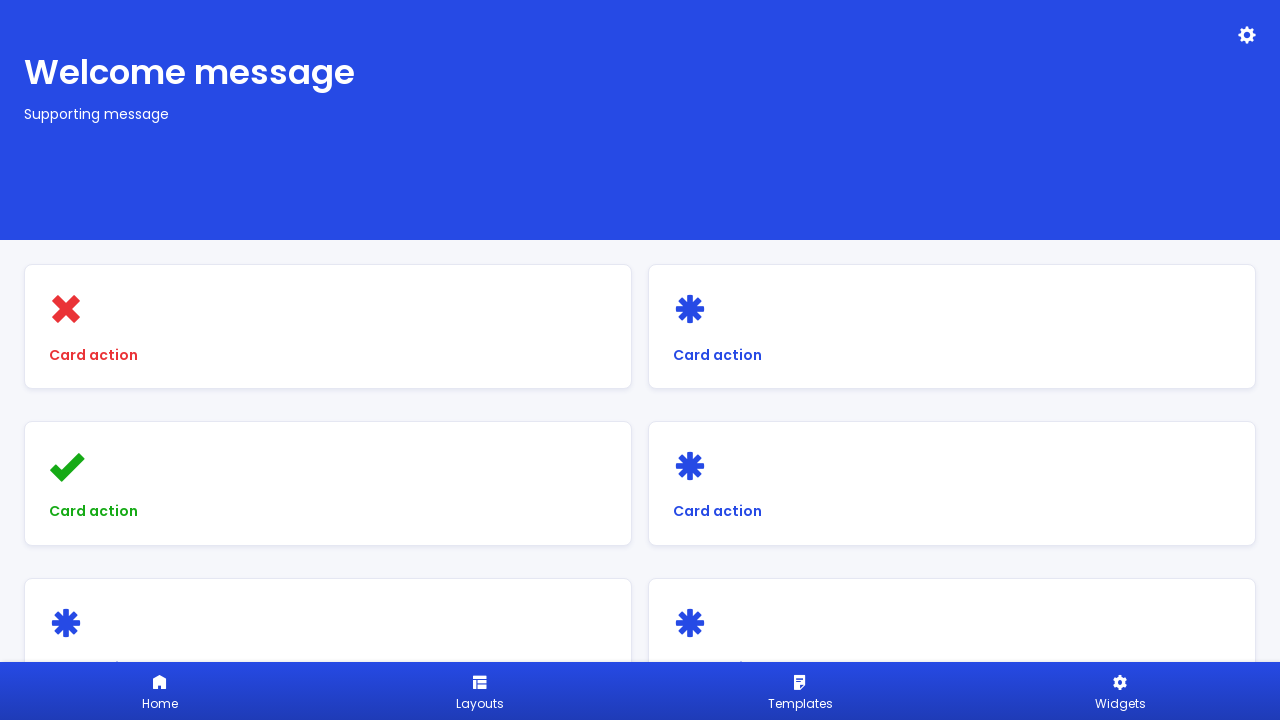 Welcome message
Supporting message
Card action
Card action
Card action
Card action
Home
Layouts
Templates
Widgets